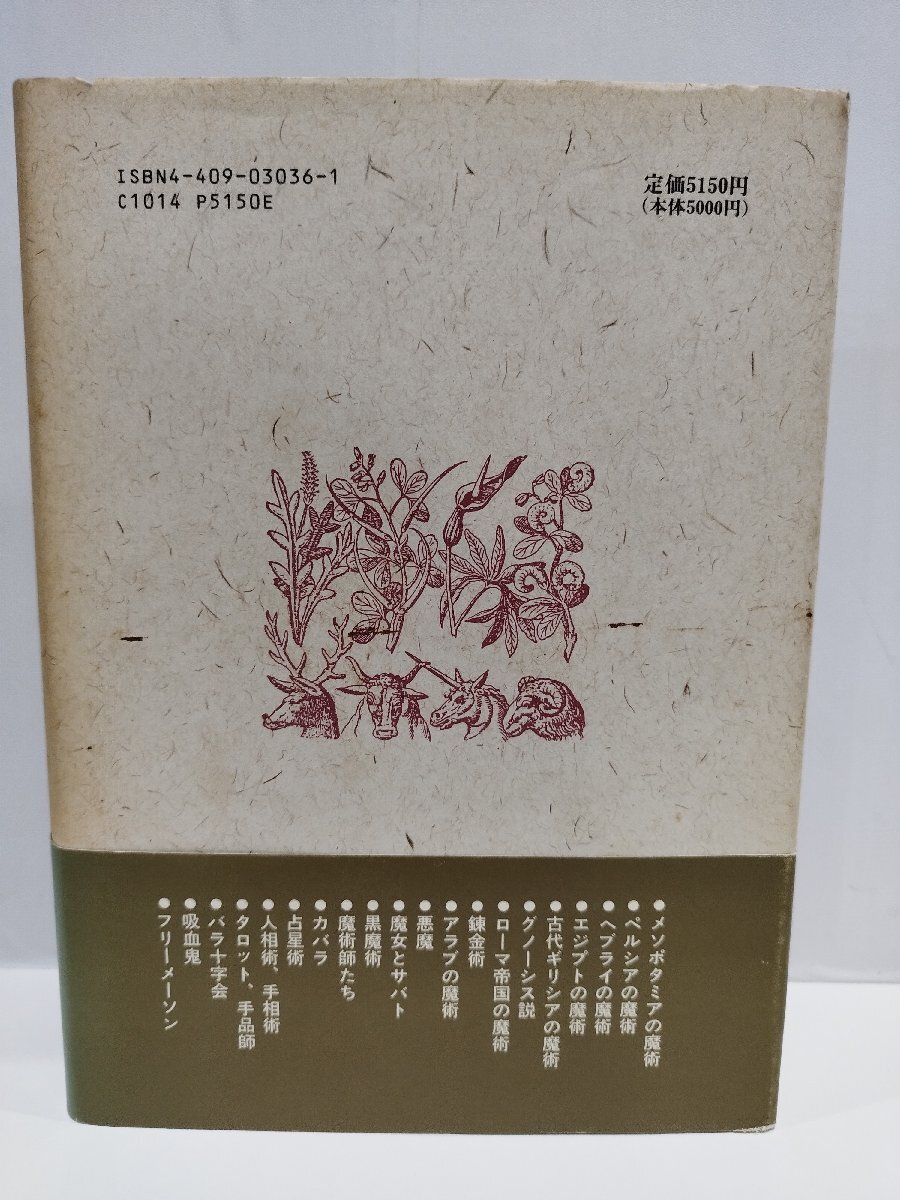 ISBN4-409-03036-1
C1014 P5150E
定価5150円
(本体5000円)
●メソポタミアの魔術
●ペルシアの魔術
●ヘブライの魔術
●エジプトの魔術
●古代ギリシアの魔術
●グノーシス説
●ローマ帝国の魔術
●錬金術
●アラブの魔術
●悪魔
●魔女とサバト
●黒魔術
●魔術師たち
●カバラ
●占星術
●人相術、手相術
●タロット、手品師
●バラ十字会
●吸血鬼
●フリーメーソン